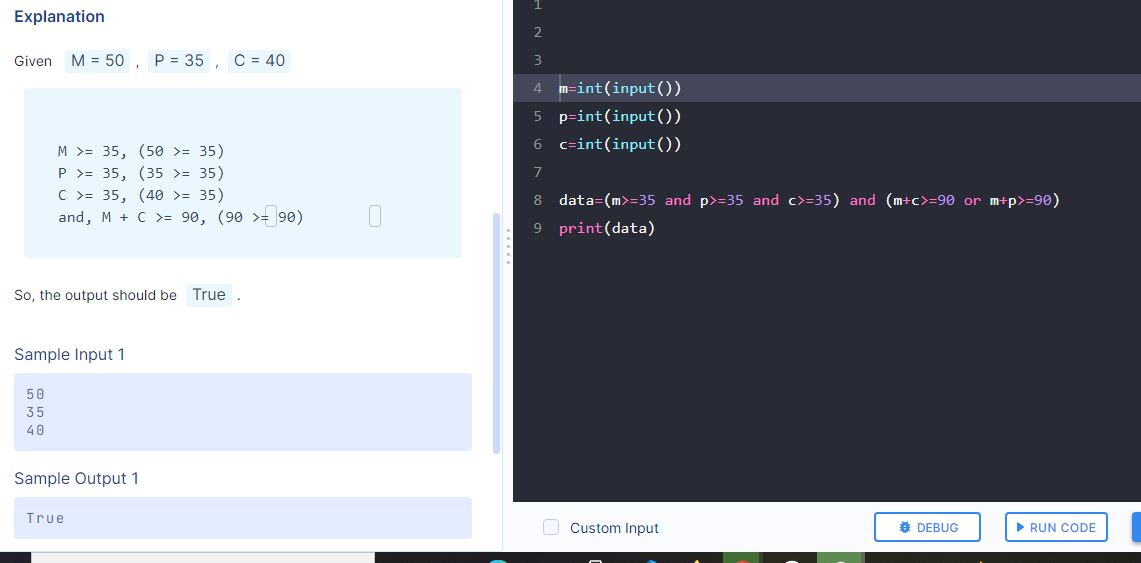 Explanation
Given M = 50 , P = 35 , C = 40
M >= 35, (50 >= 35)
P >= 35, (35 >= 35)
C >= 35, (40 >= 35)
and, M + C >= 90, (90 >= 90)
So, the output should be True .
Sample Input 1
50
35
40
Sample Output 1
True
1
2
3
4 m=int(input())
5 p=int(input())
6 c=int(input())
7
8 data=(m>=35 and p>=35 and c>=35) and (m+c>=90 or m+p>=90)
9 print(data)
Custom Input
DEBUG
RUN CODE